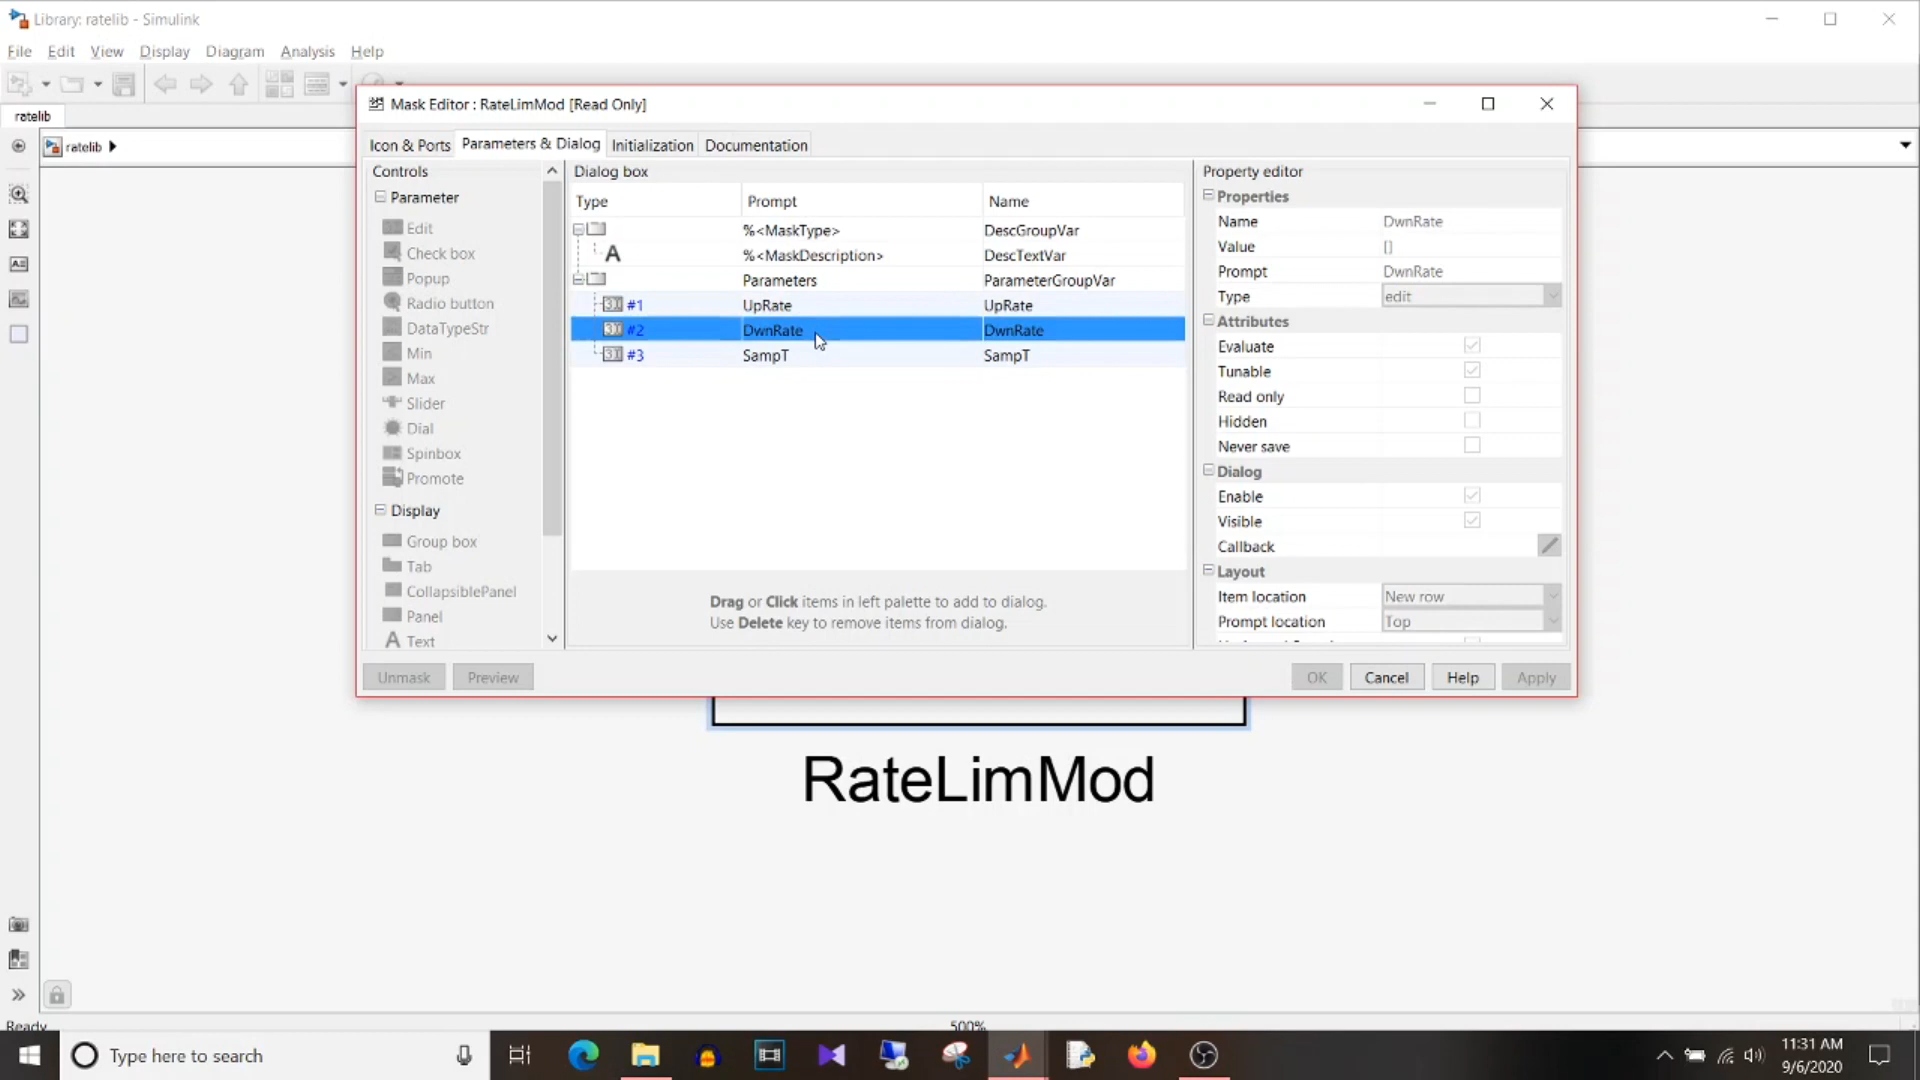 Library: ratelib - Simulink
File Edit View Display Diagram Analysis Help
ratelib
ratelib
Mask Editor : RateLimMod [Read Only]
Icon & Ports Parameters & Dialog Initialization Documentation
Controls
Parameter
Edit
Check box
Popup
Radio button
DataTypeStr
Min
Max
Slider
Dial
Spinbox
Promote
Display
Group box
Tab
CollapsiblePanel
Panel
A Text
Dialog box
Type Prompt Name
%<MaskType> DescGroupVar
A %<MaskDescription> DescTextVar
Parameters ParameterGroupVar
#1 UpRate UpRate
#2 DwnRate DwnRate
#3 SampT SampT
Drag or Click items in left palette to add to dialog.
Use Delete key to remove items from dialog.
Property editor
Properties
Name DwnRate
Value []
Prompt DwnRate
Type edit
Attributes
Evaluate
Tunable
Read only
Hidden
Never save
Dialog
Enable
Visible
Callback
Layout
Item location New row
Prompt location Top
Unmask Preview OK Cancel Help Apply
RateLimMod
Ready 500%
Type here to search
11:31 AM
9/6/2020